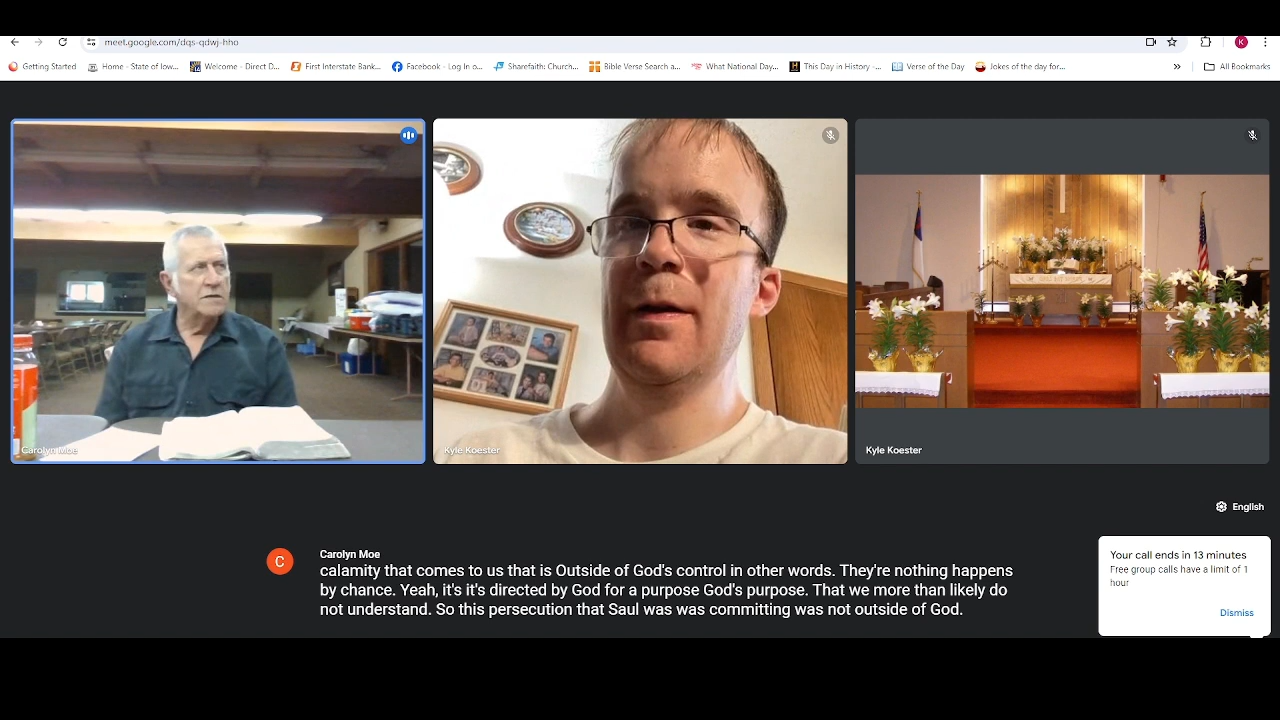 meet.google.com/dqs-qdwj-hho
Getting Started Home - State of Iow... Welcome - Direct D... First Interstate Bank... Facebook - Log In o... Sharefaith: Church... Bible Verse Search a... What National Day... This Day in History -... Verse of the Day Jokes of the day for... » All Bookmarks
K
Carolyn Moe
Kyle Koester
Kyle Koester
English
C
Carolyn Moe
calamity that comes to us that is Outside of God's control in other words. They're nothing happens
by chance. Yeah, it's it's directed by God for a purpose God's purpose. That we more than likely do
not understand. So this persecution that Saul was was committing was not outside of God.
Your call ends in 13 minutes
Free group calls have a limit of 1
hour
Dismiss